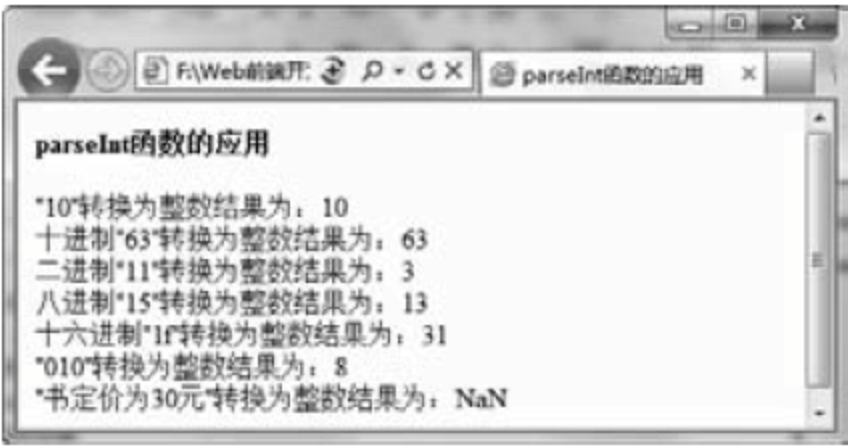 F:\Web前端开
parseInt函数的应用
parseInt函数的应用
"10"转换为整数结果为：10
十进制"63"转换为整数结果为：63
二进制"11"转换为整数结果为：3
八进制"15"转换为整数结果为：13
十六进制"1f"转换为整数结果为：31
"010"转换为整数结果为：8
"书定价为30元"转换为整数结果为：NaN